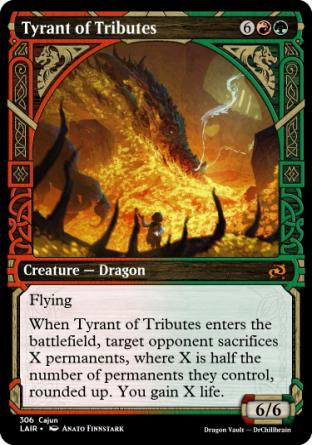 Tyrant of Tributes 6
Creature — Dragon
Flying
When Tyrant of Tributes enters the
battlefield, target opponent sacrifices
X permanents, where X is half the
number of permanents they control,
rounded up. You gain X life.
6/6
306 Cajun
LAIR • Anato Finnstark
Dragon Vault — DrChillbrain